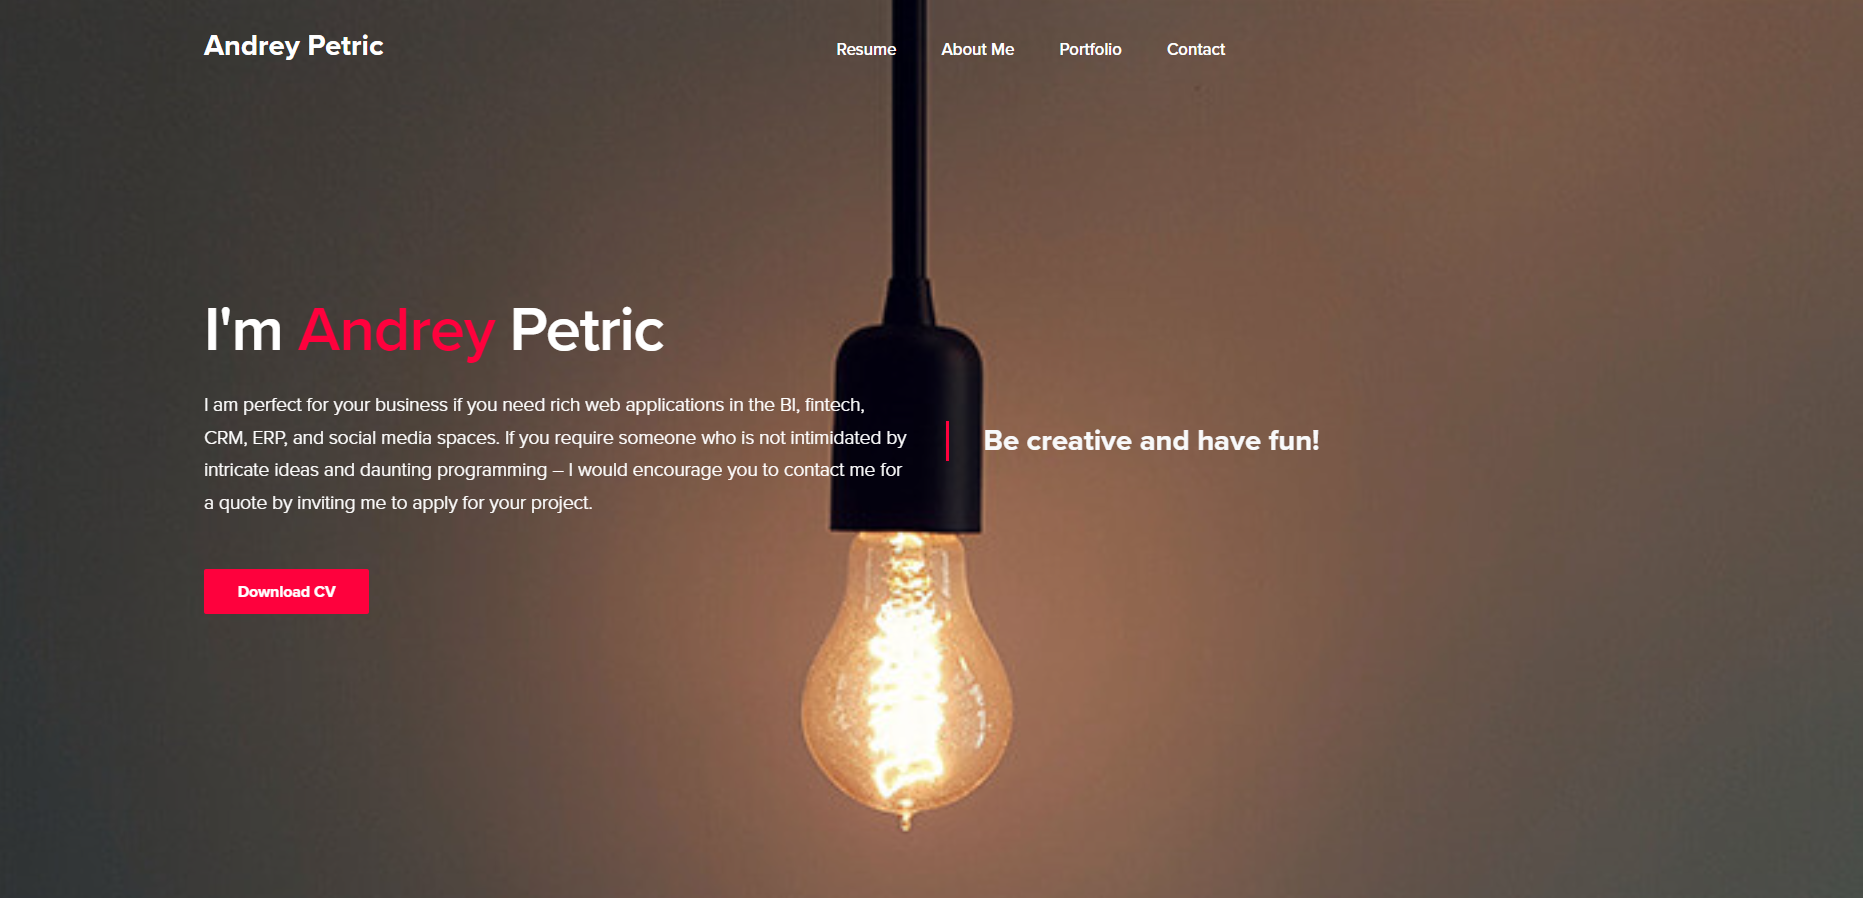 Andrey Petric
Resume About Me Portfolio Contact
I'm Andrey Petric
I am perfect for your business if you need rich web applications in the BI, fintech,
CRM, ERP, and social media spaces. If you require someone who is not intimidated by
intricate ideas and daunting programming – I would encourage you to contact me for
a quote by inviting me to apply for your project.
Be creative and have fun!
Download CV